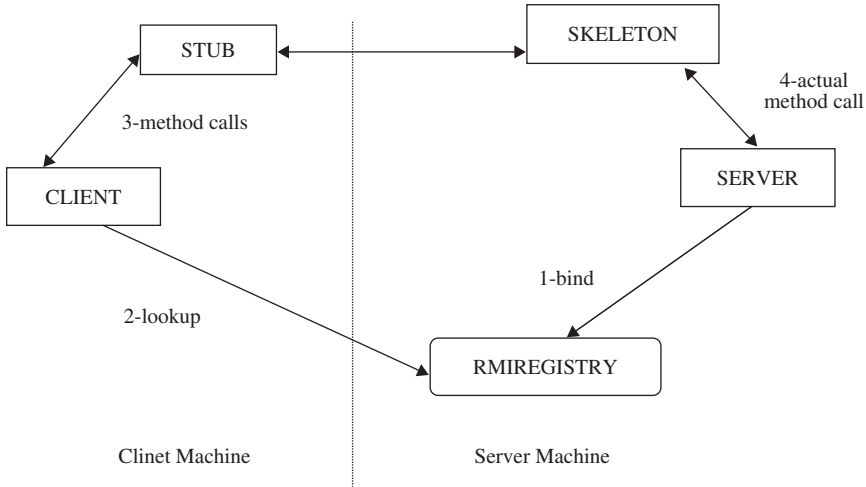 STUB
SKELETON
4-actual
method call
3-method calls
CLIENT
SERVER
1-bind
2-lookup
RMIREGISTRY
Clinet Machine
Server Machine